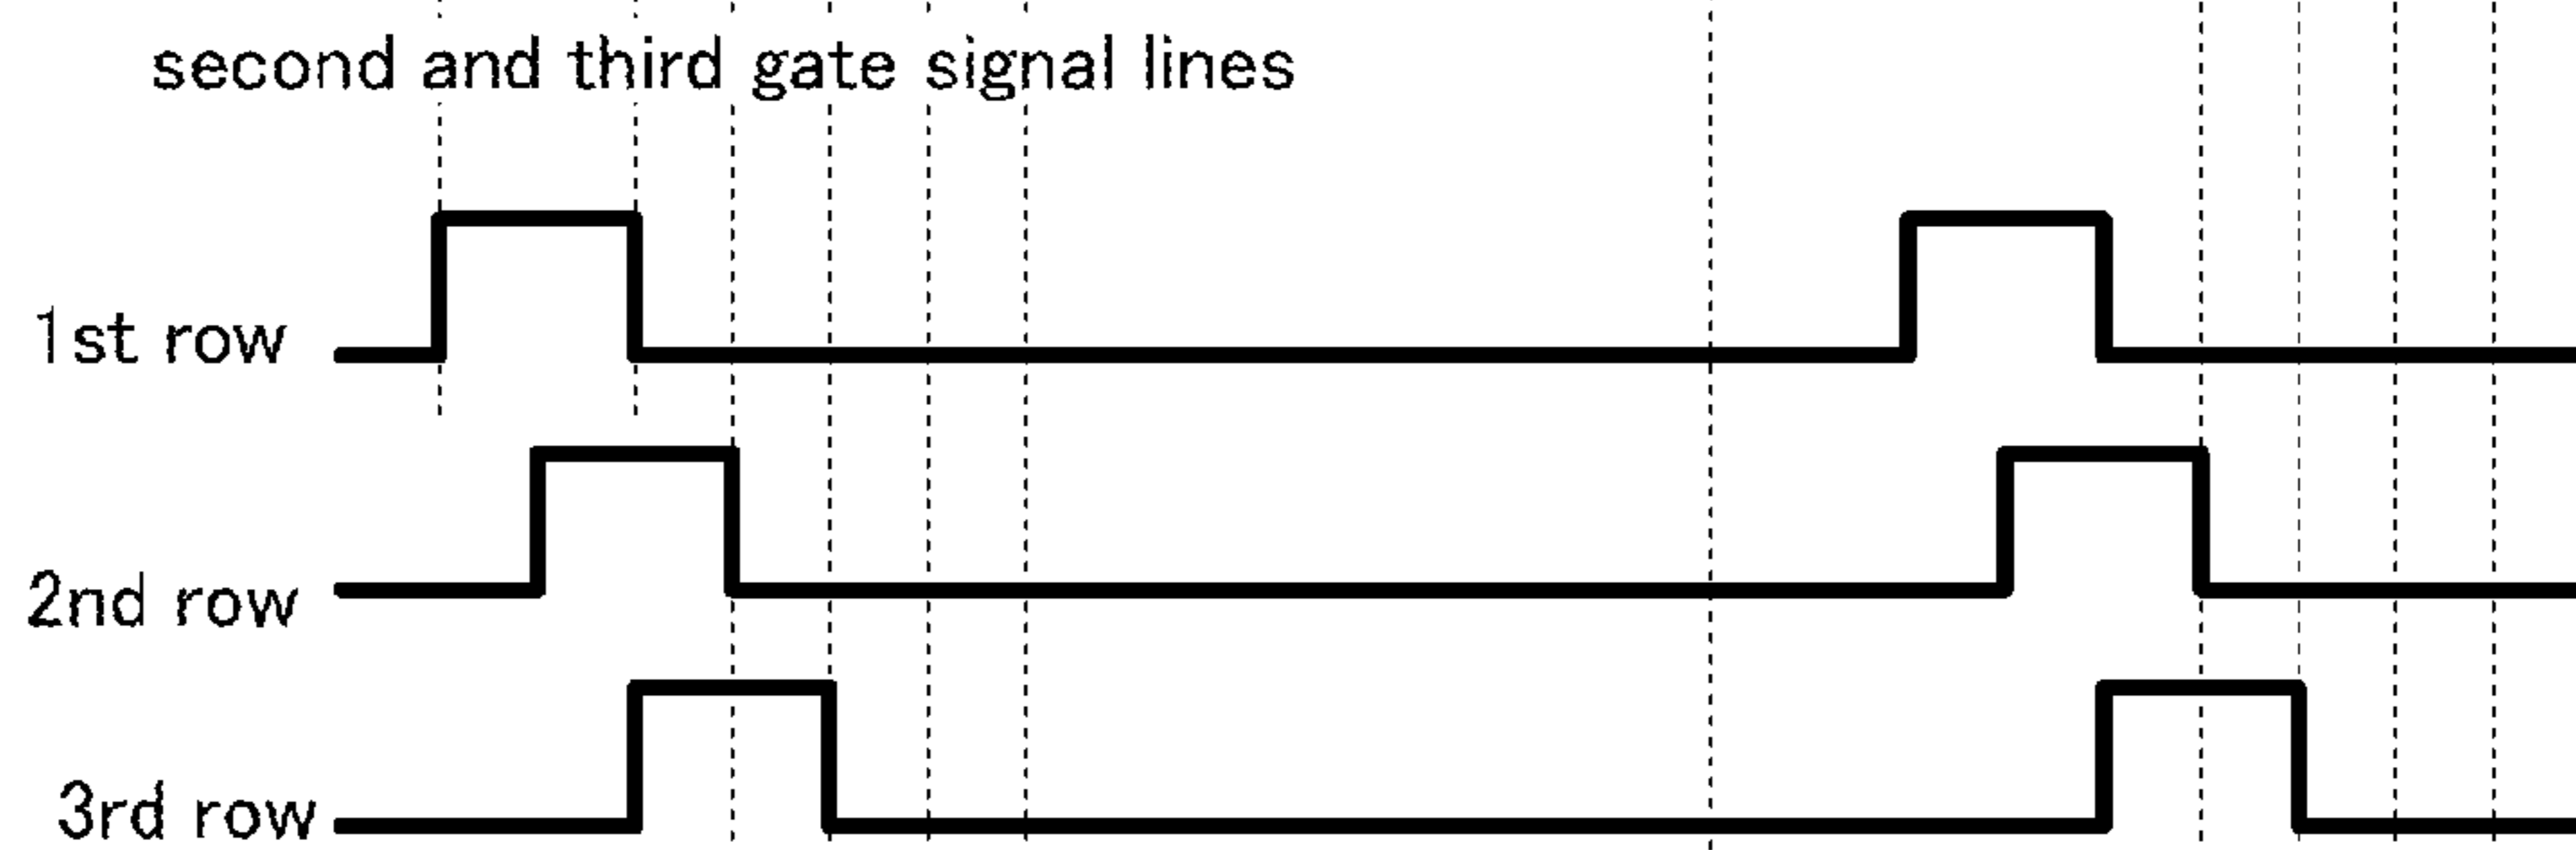 second and third gate signal lines
1st row
2nd row
3rd row